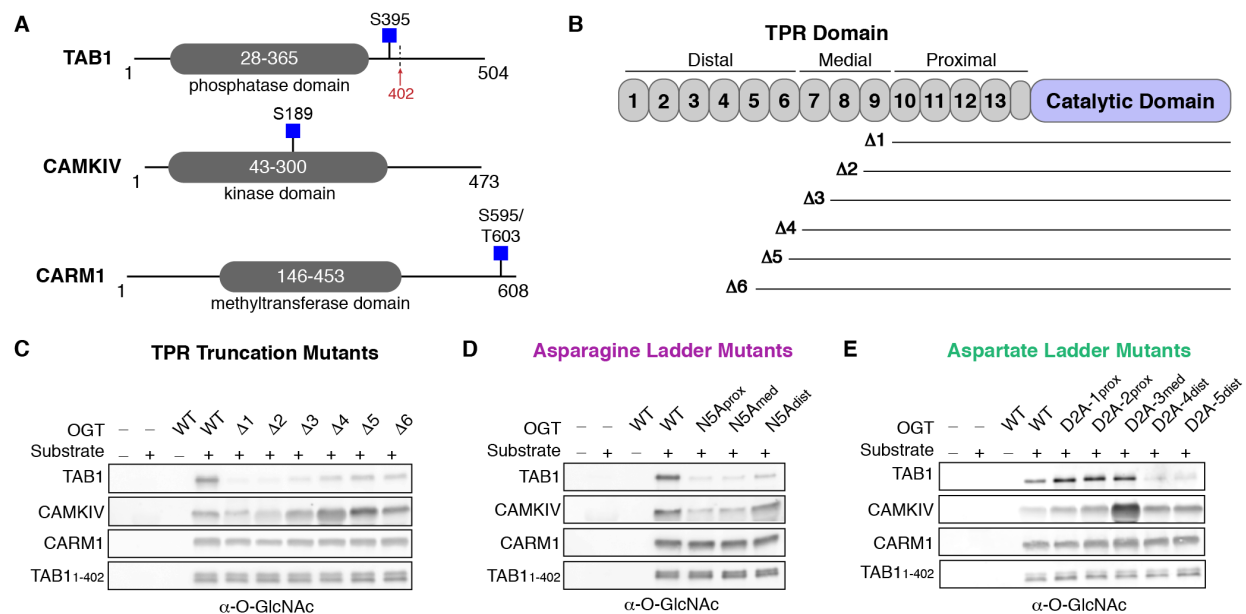 A
TAB1
S395
28-365
1
504
phosphatase domain
402
S189
CAMKIV
43-300
1
473
kinase domain
S595/
T603
CARM1
146-453
1
608
methyltransferase domain
B
TPR Domain
Distal Medial Proximal
1 2 3 4 5 6 7 8 9 10 11 12 13 Catalytic Domain
Δ1
Δ2
Δ3
Δ4
Δ5
Δ6
C
TPR Truncation Mutants
OGT – – WT WT Δ1 Δ2 Δ3 Δ4 Δ5 Δ6
Substrate – + – + + + + + + +
TAB1
CAMKIV
CARM1
TAB11-402
α-O-GlcNAc
D
Asparagine Ladder Mutants
OGT – – WT WT N5Aprox N5Amed N5Adist
Substrate – + – + + + +
TAB1
CAMKIV
CARM1
TAB11-402
α-O-GlcNAc
E
Aspartate Ladder Mutants
OGT – – WT WT D2A-1prox D2A-2prox D2A-3med D2A-4dist D2A-5dist
Substrate – + – + + + + + +
TAB1
CAMKIV
CARM1
TAB11-402
α-O-GlcNAc